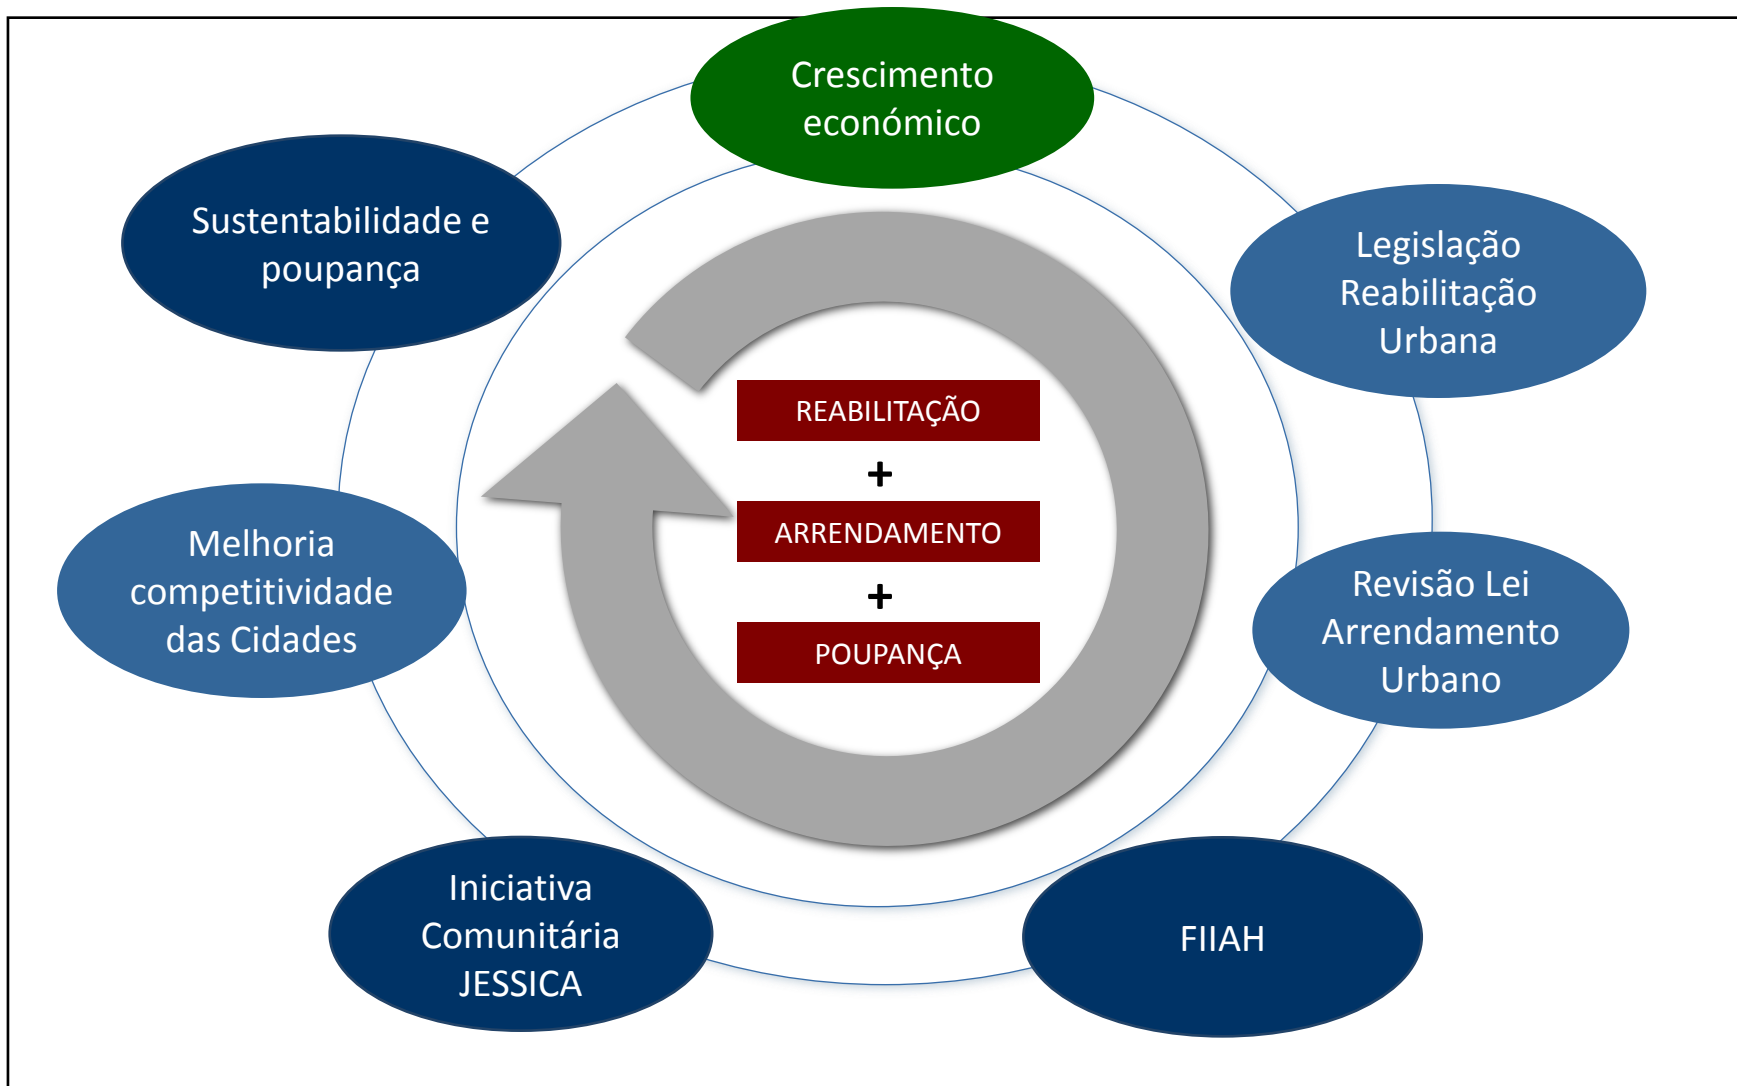 Crescimento
económico
Sustentabilidade e
poupança
Legislação
Reabilitação
Urbana
REABILITAÇÃO
+
ARRENDAMENTO
+
POUPANÇA
Melhoria
competitividade
das Cidades
Revisão Lei
Arrendamento
Urbano
Iniciativa
Comunitária
JESSICA
FIIAH